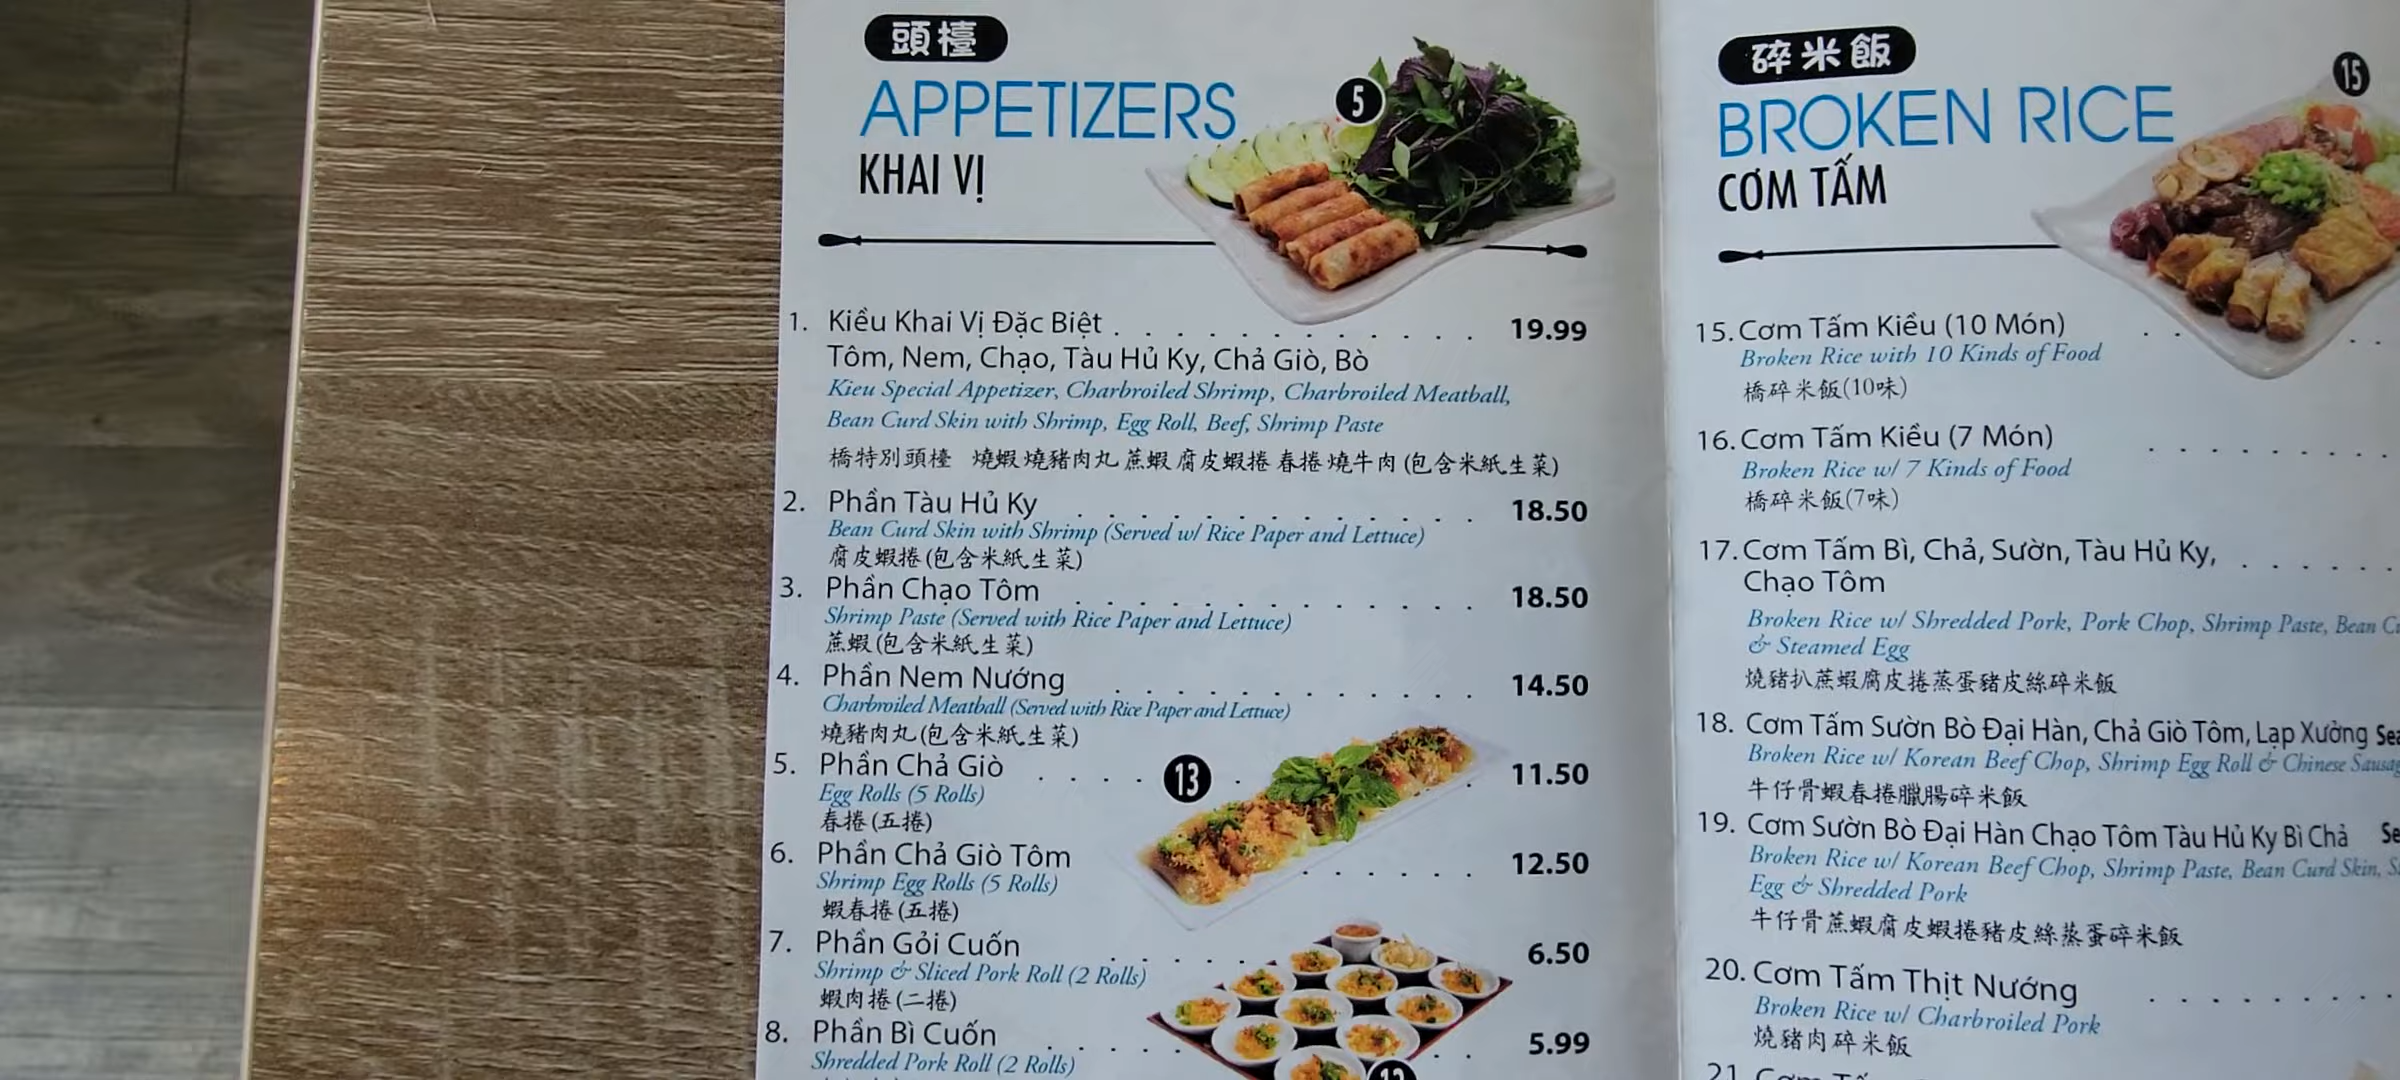 頭檯
APPETIZERS
KHAI VỊ
5
1. Kiều Khai Vị Đặc Biệt . . . . . . . . . . . . 19.99
Tôm, Nem, Chạo, Tàu Hủ Ky, Chả Giò, Bò
Kieu Special Appetizer, Charbroiled Shrimp, Charbroiled Meatball,
Bean Curd Skin with Shrimp, Egg Roll, Beef, Shrimp Paste
橋特別頭檯 燒蝦燒豬肉丸蔗蝦腐皮蝦捲春捲燒牛肉(包含米紙生菜)
2. Phần Tàu Hủ Ky . . . . . . . . . . . . . 18.50
Bean Curd Skin with Shrimp (Served w/ Rice Paper and Lettuce)
腐皮蝦捲(包含米紙生菜)
3. Phần Chạo Tôm . . . . . . . . . . . . . 18.50
Shrimp Paste (Served with Rice Paper and Lettuce)
蔗蝦(包含米紙生菜)
4. Phần Nem Nướng . . . . . . . . . . . . 14.50
Charbroiled Meatball (Served with Rice Paper and Lettuce)
燒豬肉丸(包含米紙生菜)
5. Phần Chả Giò . . . . . . 11.50
Egg Rolls (5 Rolls)
春捲(五捲)
13
6. Phần Chả Giò Tôm . . . . . 12.50
Shrimp Egg Rolls (5 Rolls)
蝦春捲(五捲)
7. Phần Gỏi Cuốn . . . . . 6.50
Shrimp & Sliced Pork Roll (2 Rolls)
蝦肉捲(二捲)
8. Phần Bì Cuốn . . . . . . 5.99
Shredded Pork Roll (2 Rolls)
碎米飯
BROKEN RICE
CƠM TẤM
15
15. Cơm Tấm Kiều (10 Món) . . . .
Broken Rice with 10 Kinds of Food
橋碎米飯(10味)
16. Cơm Tấm Kiều (7 Món) . . . . . . . . .
Broken Rice w/ 7 Kinds of Food
橋碎米飯(7味)
17. Cơm Tấm Bì, Chả, Sườn, Tàu Hủ Ky, . . . . . .
Chạo Tôm
Broken Rice w/ Shredded Pork, Pork Chop, Shrimp Paste, Bean
& Steamed Egg
燒豬扒蔗蝦腐皮捲蒸蛋豬皮絲碎米飯
18. Cơm Tấm Sườn Bò Đại Hàn, Chả Giò Tôm, Lạp Xưởng
Broken Rice w/ Korean Beef Chop, Shrimp Egg Roll & Chinese
牛仔骨蝦春捲臘腸碎米飯
19. Cơm Sườn Bò Đại Hàn Chạo Tôm Tàu Hủ Ky Bì Chả
Broken Rice w/ Korean Beef Chop, Shrimp Paste, Bean Curd Skin,
Egg & Shredded Pork
牛仔骨蔗蝦腐皮蝦捲豬皮絲蒸蛋碎米飯
20. Cơm Tấm Thịt Nướng . . . . . . . . .
Broken Rice w/ Charbroiled Pork
燒豬肉碎米飯